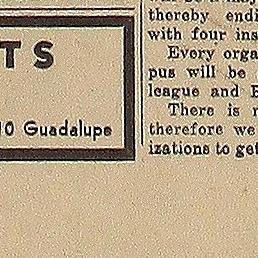 TS
10 Guadalupe
thereby endi
with four ins
Every orga
pus will be
league and E
There is n
therefore we
izations to get